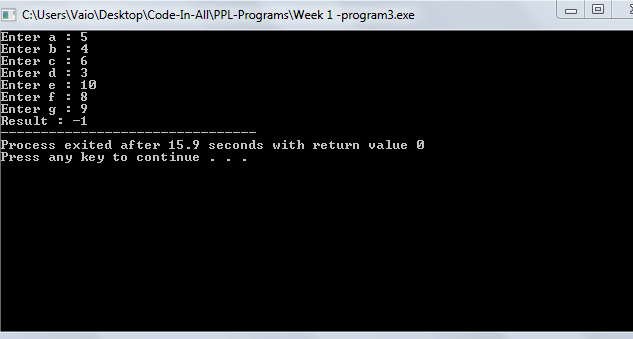 C:\Users\Vaio\Desktop\Code-In-All\PPL-Programs\Week 1 -program3.exe
Enter a : 5
Enter b : 4
Enter c : 6
Enter d : 3
Enter e : 10
Enter f : 8
Enter g : 9
Result : -1
--------------------------------
Process exited after 15.9 seconds with return value 0
Press any key to continue . . .